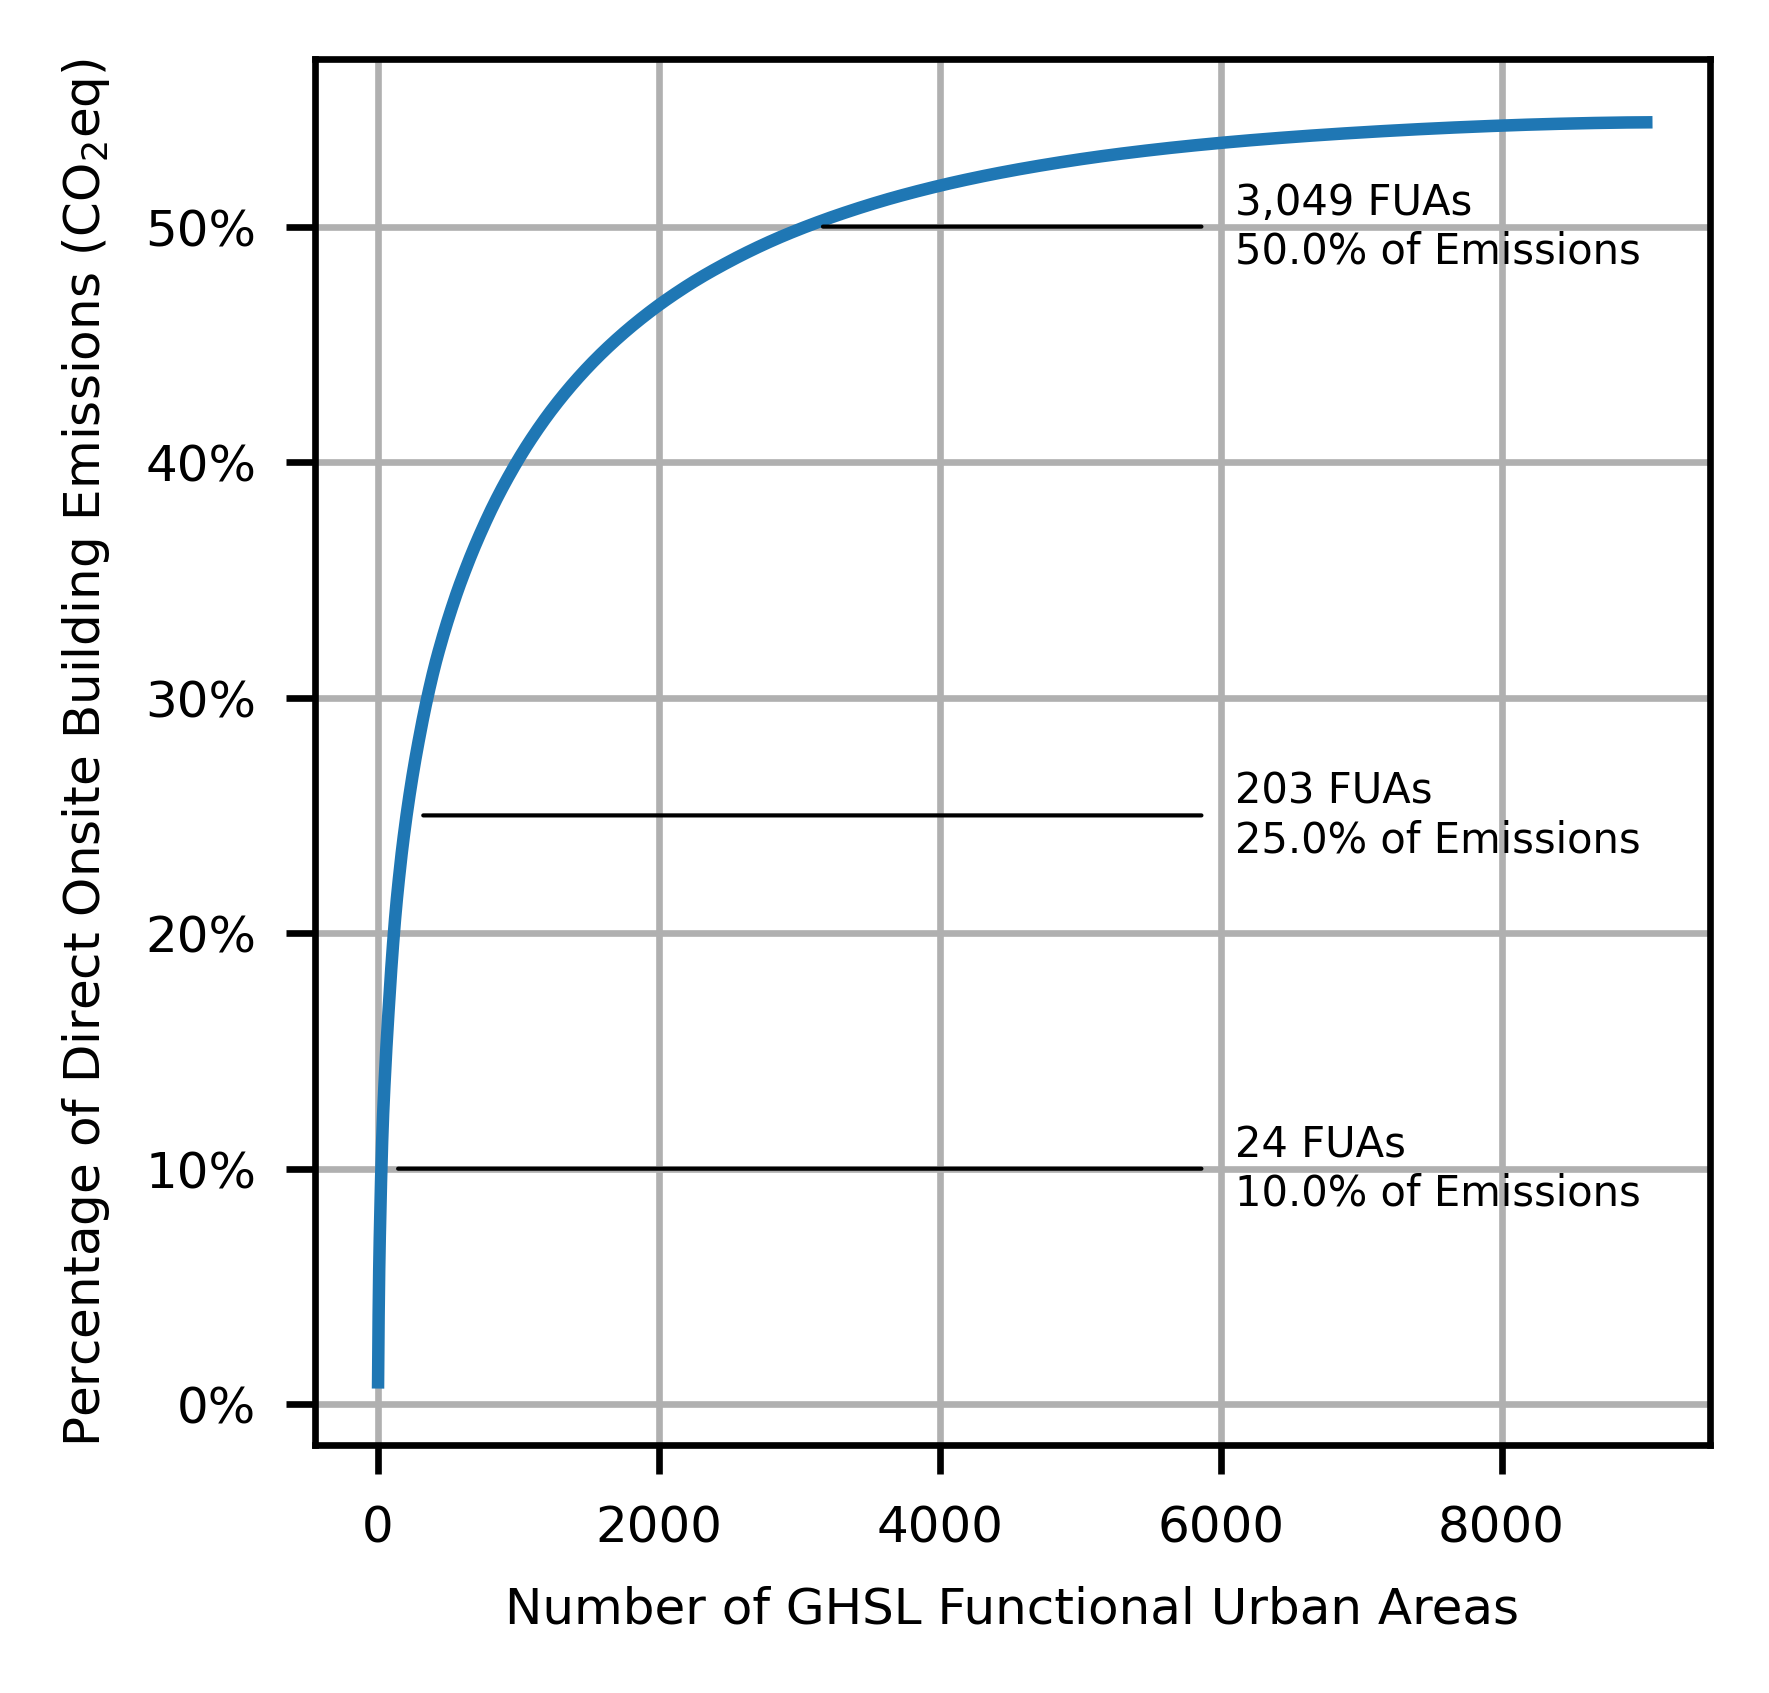 Percentage of Direct Onsite Building Emissions (CO₂eq)
50%
40%
30%
20%
10%
0%
3,049 FUAs
50.0% of Emissions
203 FUAs
25.0% of Emissions
24 FUAs
10.0% of Emissions
0 2000 4000 6000 8000
Number of GHSL Functional Urban Areas